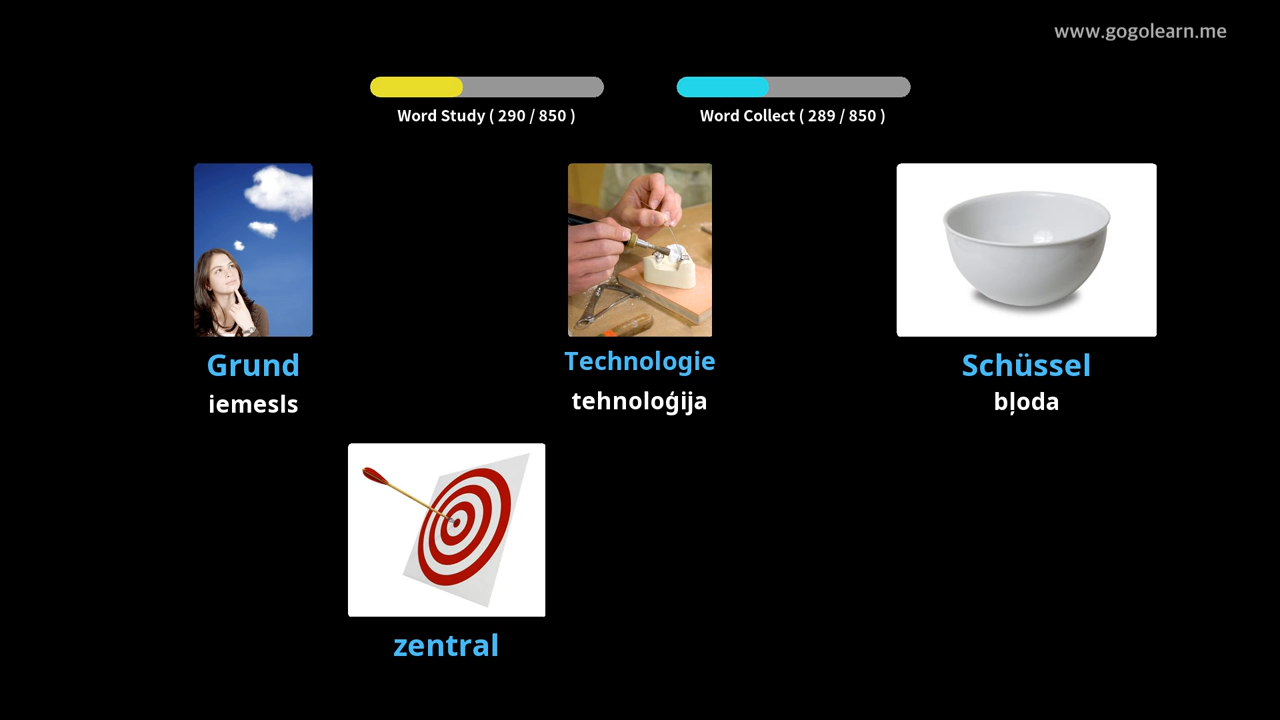 www.gogolearn.me
Word Study ( 290 / 850 )
Word Collect ( 289 / 850 )
Grund
iemesls
Technologie
tehnoloģija
Schüssel
bļoda
zentral